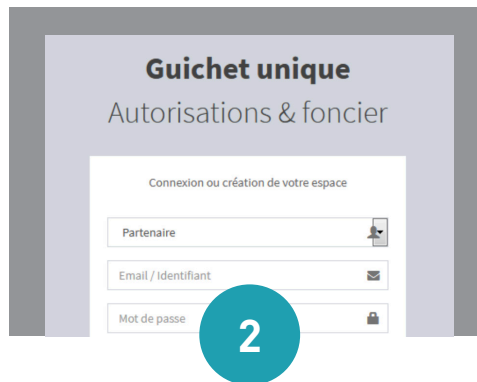 Guichet unique
Autorisations & foncier
Connexion ou création de votre espace
Partenaire
Email / Identifiant
Mot de passe
2